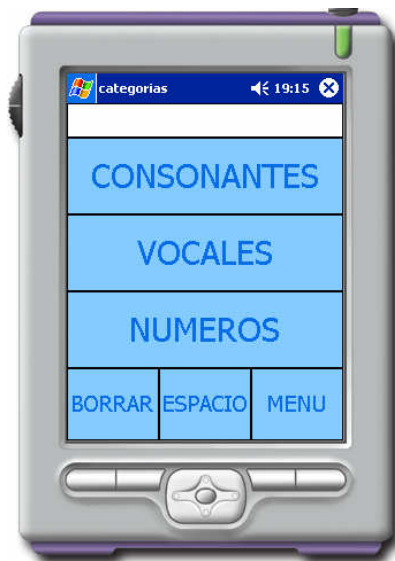 categorias 19:15
CONSONANTES
VOCALES
NUMEROS
BORRAR ESPACIO MENU